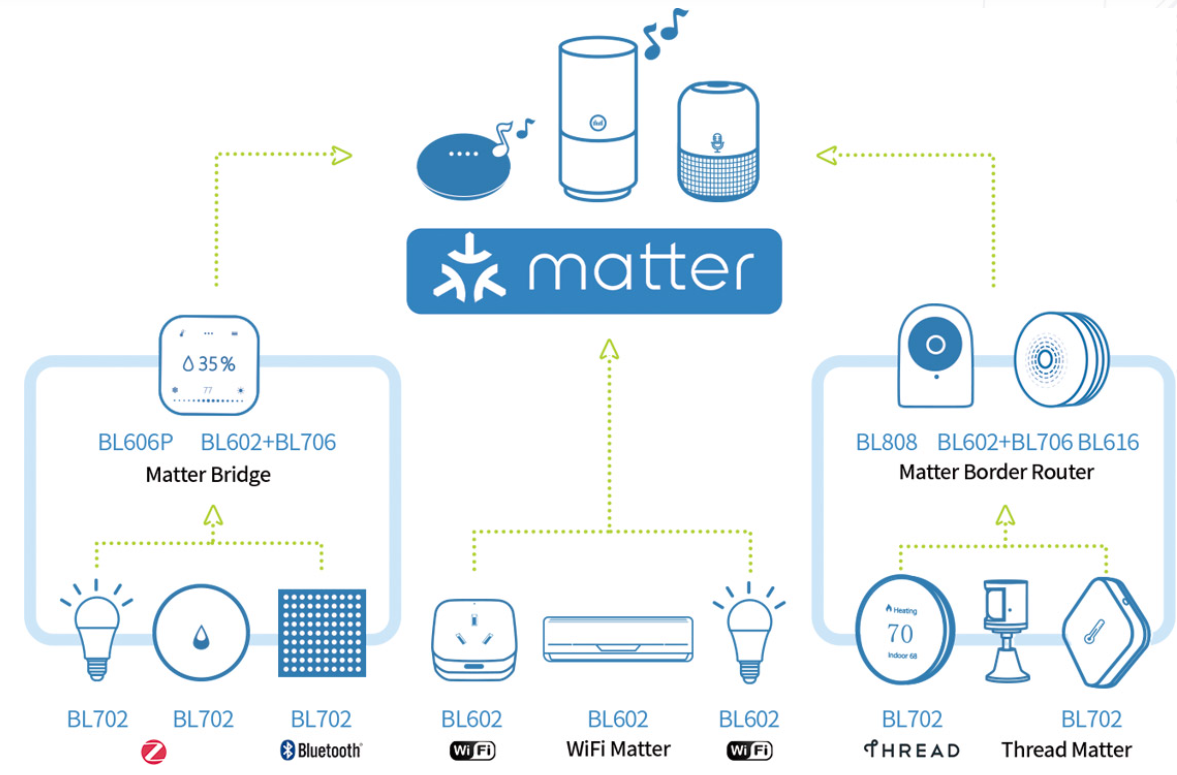 matter
35%
77
BL606P BL602+BL706
Matter Bridge
BL808 BL602+BL706 BL616
Matter Border Router
Heating
70
Indoor 68
BL702 BL702 BL702 BL602 BL602 BL602 BL702 BL702
Bluetooth WiFi WiFi Matter WiFi THREAD Thread Matter